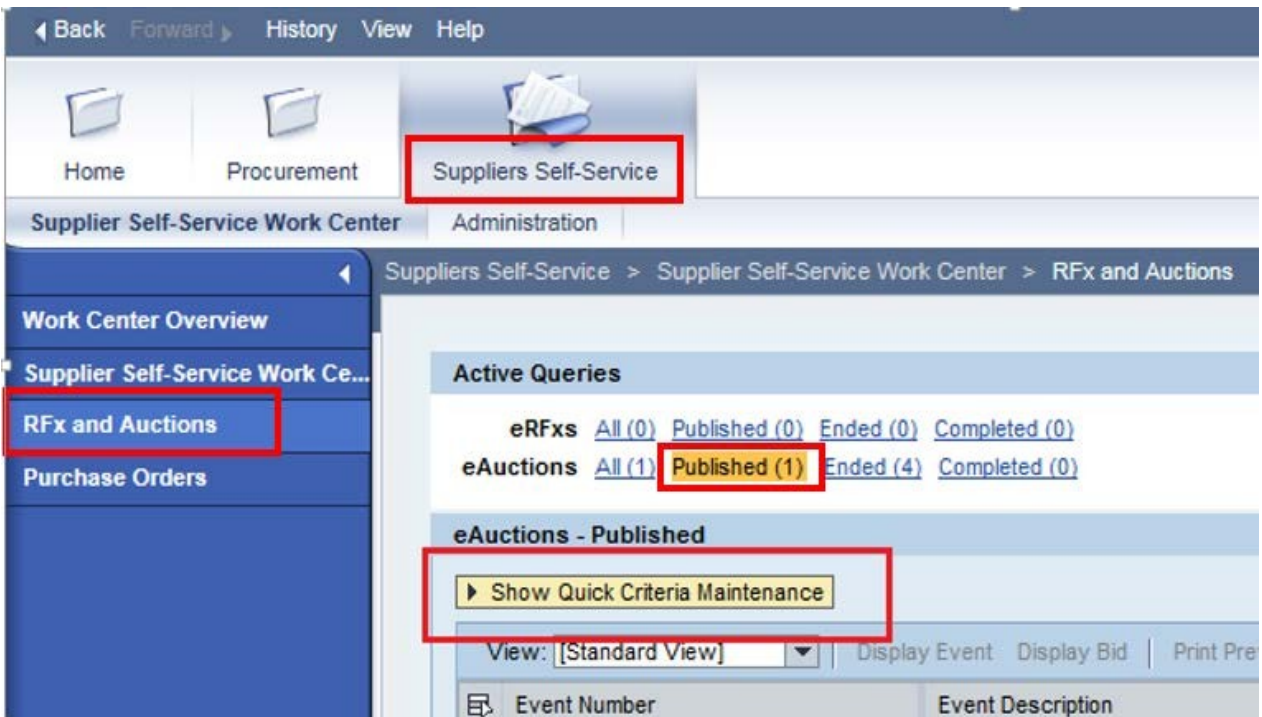 Back Forward History View Help
Home Procurement Suppliers Self-Service
Supplier Self-Service Work Center Administration
Suppliers Self-Service > Supplier Self-Service Work Center > RFx and Auctions
Work Center Overview
Supplier Self-Service Work Ce...
RFx and Auctions
Purchase Orders
Active Queries
eRFxs All (0) Published (0) Ended (0) Completed (0)
eAuctions All (1) Published (1) Ended (4) Completed (0)
eAuctions - Published
Show Quick Criteria Maintenance
View: [Standard View] Display Event Display Bid Print Pre
Event Number Event Description